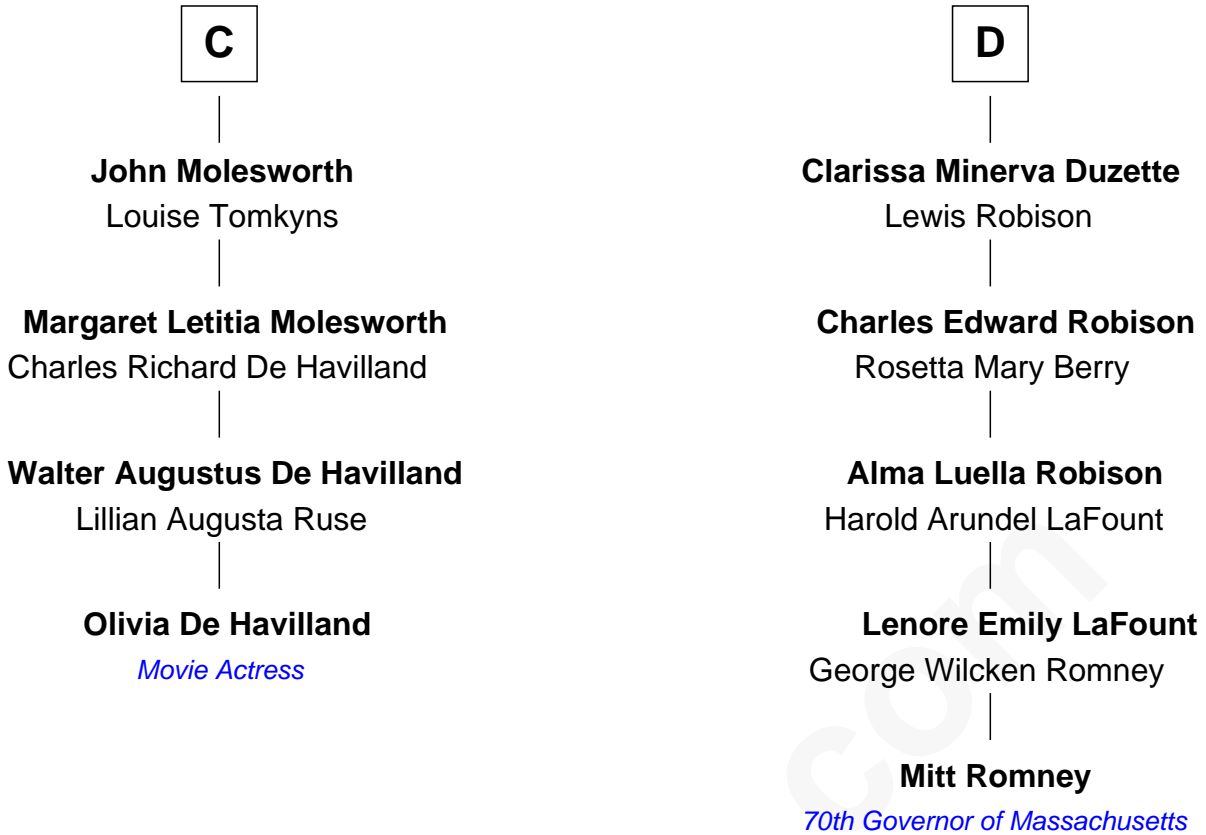 C
John Molesworth
Louise Tomkyns
Margaret Letitia Molesworth
Charles Richard De Havilland
Walter Augustus De Havilland
Lillian Augusta Ruse
Olivia De Havilland
Movie Actress
D
Clarissa Minerva Duzette
Lewis Robison
Charles Edward Robison
Rosetta Mary Berry
Alma Luella Robison
Harold Arundel LaFount
Lenore Emily LaFount
George Wilcken Romney
Mitt Romney
70th Governor of Massachusetts
com